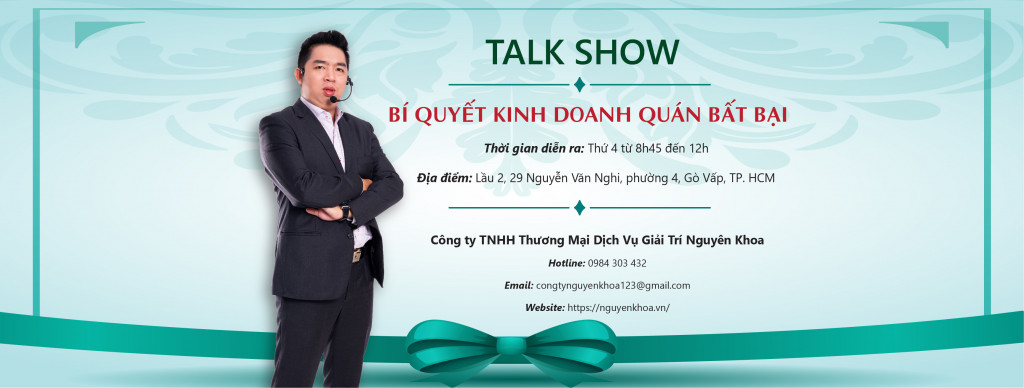 TALK SHOW
BÍ QUYẾT KINH DOANH QUÁN BẤT BẠI
Thời gian diễn ra: Thứ 4 từ 8h45 đến 12h
Địa điểm: Lầu 2, 29 Nguyễn Văn Nghi, phường 4, Gò Vấp, TP. HCM
Công ty TNHH Thương Mại Dịch Vụ Giải Trí Nguyên Khoa
Hotline: 0984 303 432
Email: congtynguyenkhoa123@gmail.com
Website: https://nguyenkhoa.vn/